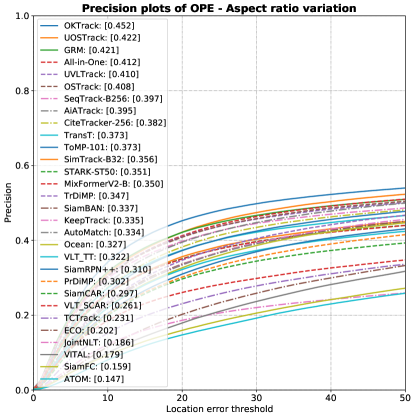 Precision plots of OPE - Aspect ratio variation
1.0
0.8
0.6
0.4
0.2
0.0
Precision
OKTrack: [0.452]
UOSTrack: [0.422]
GRM: [0.421]
All-in-One: [0.412]
UVLTrack: [0.410]
OSTrack: [0.408]
SeqTrack-B256: [0.397]
AiATrack: [0.395]
CiteTracker-256: [0.382]
TransT: [0.373]
ToMP-101: [0.373]
SimTrack-B32: [0.356]
STARK-ST50: [0.351]
MixFormerV2-B: [0.350]
TrDiMP: [0.347]
SiamBAN: [0.337]
KeepTrack: [0.335]
AutoMatch: [0.334]
Ocean: [0.327]
VLT_TT: [0.322]
SiamRPN++: [0.310]
PrDiMP: [0.302]
SiamCAR: [0.297]
VLT_SCAR: [0.261]
TCTrack: [0.231]
ECO: [0.202]
JointNLT: [0.186]
VITAL: [0.179]
SiamFC: [0.159]
ATOM: [0.147]
0
10
20
30
40
50
Location error threshold